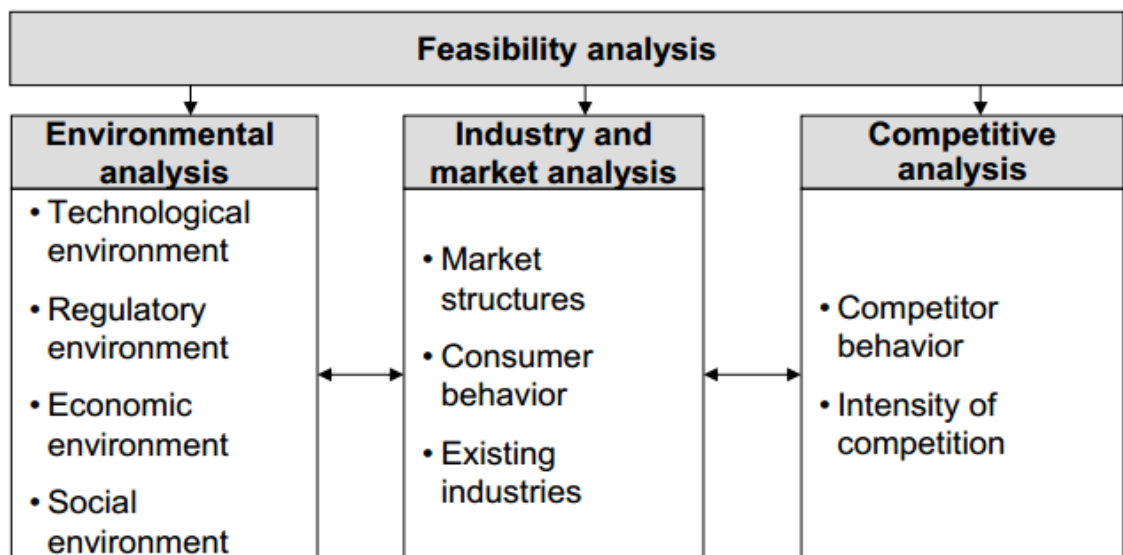 Feasibility analysis
Environmental
analysis
• Technological
environment
• Regulatory
environment
• Economic
environment
• Social
environment
Industry and
market analysis
• Market
structures
• Consumer
behavior
• Existing
industries
Competitive
analysis
• Competitor
behavior
• Intensity of
competition